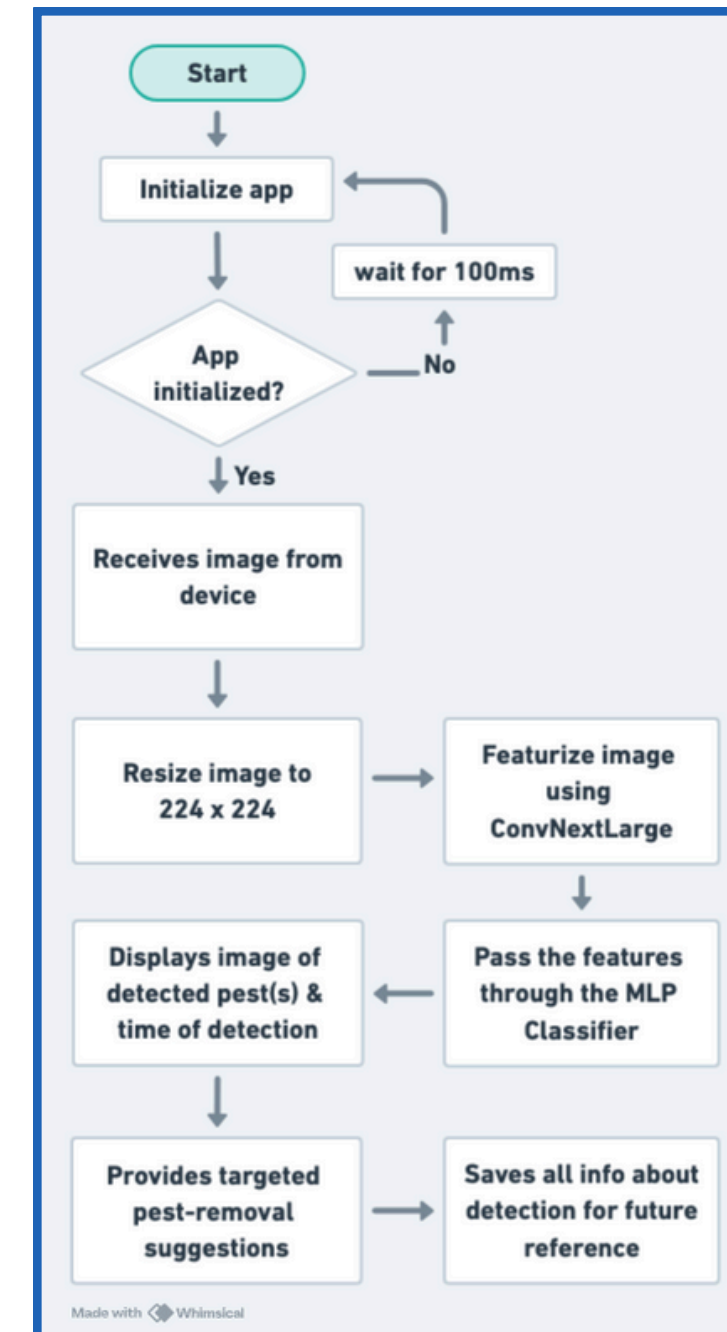 Start
Initialize app
wait for 100ms
App
initialized?
No
Yes
Receives image from
device
Resize image to
224 x 224
Featurize image
using
ConvNextLarge
Pass the features
through the MLP
Classifier
Displays image of
detected pest(s) &
time of detection
Provides targeted
pest-removal
suggestions
Saves all info about
detection for future
reference
Made with Whimsical